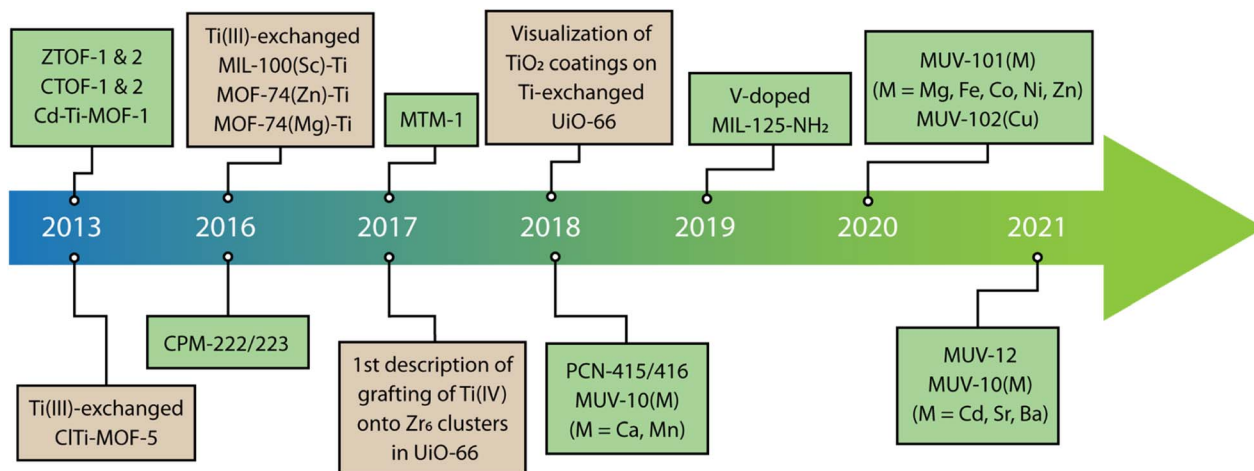 ZTOF-1 & 2
CTOF-1 & 2
Cd-Ti-MOF-1
Ti(III)-exchanged
MIL-100(Sc)-Ti
MOF-74(Zn)-Ti
MOF-74(Mg)-Ti
MTM-1
Visualization of
TiO₂ coatings on
Ti-exchanged
UiO-66
V-doped
MIL-125-NH₂
MUV-101(M)
(M = Mg, Fe, Co, Ni, Zn)
MUV-102(Cu)
2013
2016
2017
2018
2019
2020
2021
Ti(III)-exchanged
ClTi-MOF-5
CPM-222/223
1st description of
grafting of Ti(IV)
onto Zr₆ clusters
in UiO-66
PCN-415/416
MUV-10(M)
(M = Ca, Mn)
MUV-12
MUV-10(M)
(M = Cd, Sr, Ba)